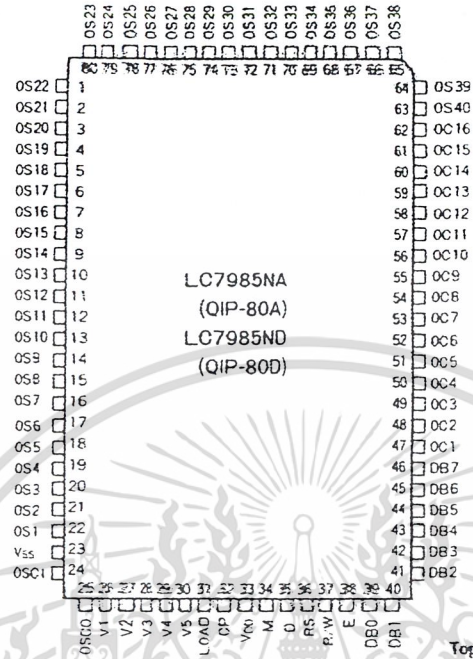 OS23 OS24 OS25 OS26 OS27 OS28 OS29 OS30 OS31 OS32 OS33 OS34 OS35 OS36 OS37 OS38
80 79 78 77 76 75 74 73 72 71 70 69 68 67 66 65
OS22 1 64 OS39
OS21 2 63 OS40
OS20 3 62 OC16
OS19 4 61 OC15
OS18 5 60 OC14
OS17 6 59 OC13
OS16 7 58 OC12
OS15 8 57 OC11
OS14 9 56 OC10
OS13 10 55 OC9
OS12 11 54 OC8
OS11 12 53 OC7
OS10 13 52 OC6
OS9 14 51 OC5
OS8 15 50 OC4
OS7 16 49 OC3
OS6 17 48 OC2
OS5 18 47 OC1
OS4 19 46 DB7
OS3 20 45 DB6
OS2 21 44 DB5
OS1 22 43 DB4
VSS 23 42 DB3
OSC1 24 41 DB2
LC7985NA
(QIP-80A)
LC7985ND
(QIP-80D)
25 26 27 28 29 30 31 32 33 34 35 36 37 38 39 40
V1 V2 V3 V4 V5 LOAD CP M D RS R/W E DB0 DB1